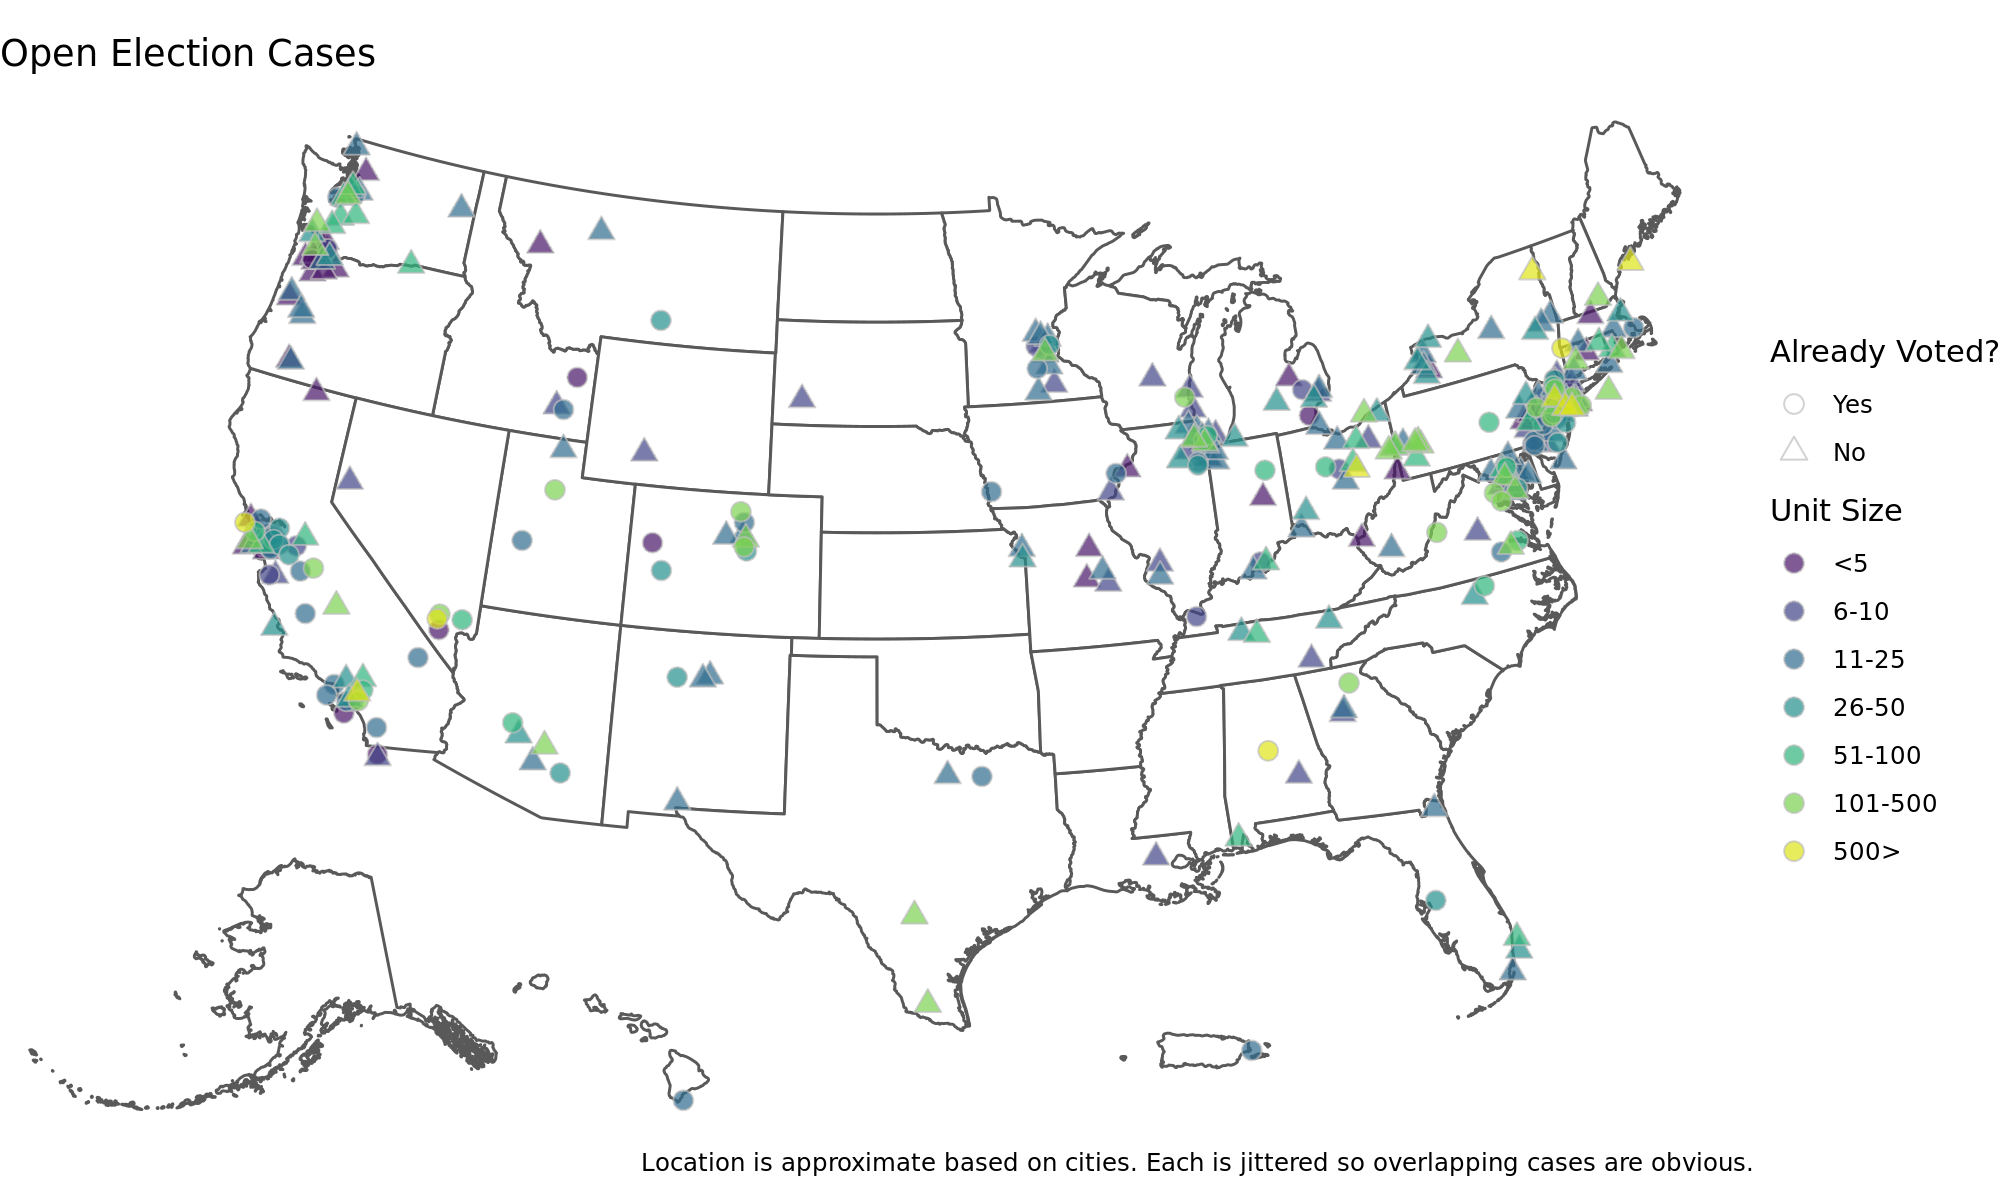 Open Election Cases
Already Voted?
Yes
No
Unit Size
<5
6-10
11-25
26-50
51-100
101-500
500>
Location is approximate based on cities. Each is jittered so overlapping cases are obvious.